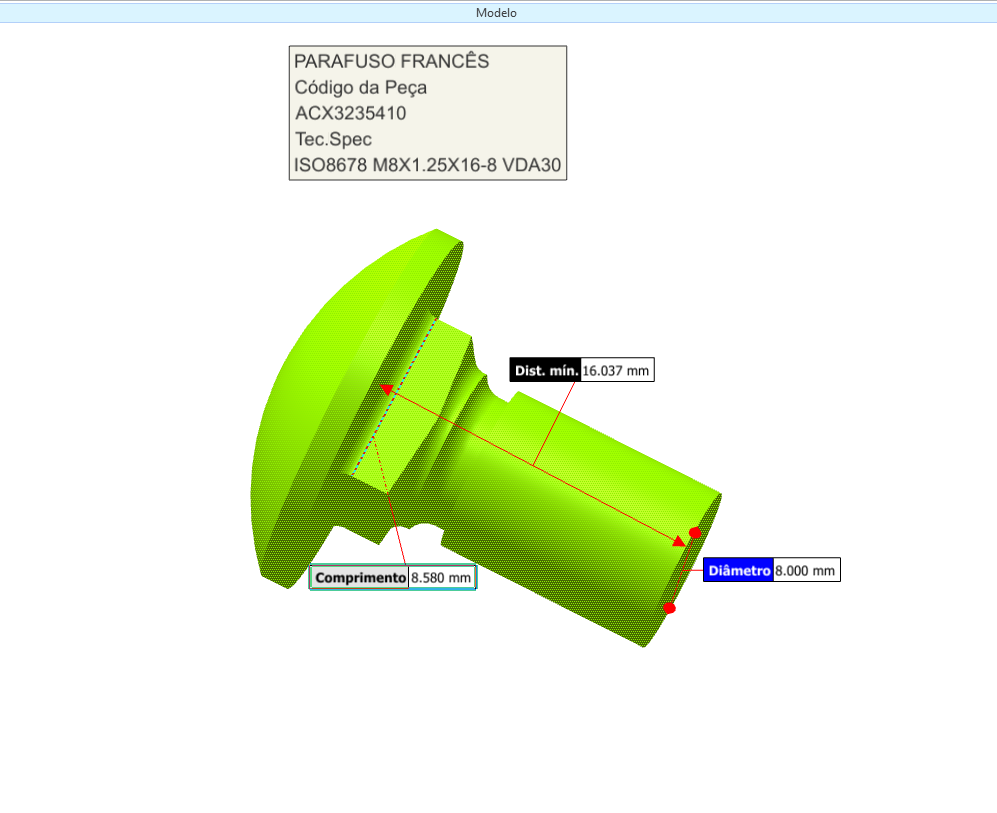 Modelo
PARAFUSO FRANCÊS
Código da Peça
ACX3235410
Tec.Spec
ISO8678 M8X1.25X16-8 VDA30
Dist. mín. 16.037 mm
Diâmetro 8.000 mm
Comprimento 8.580 mm